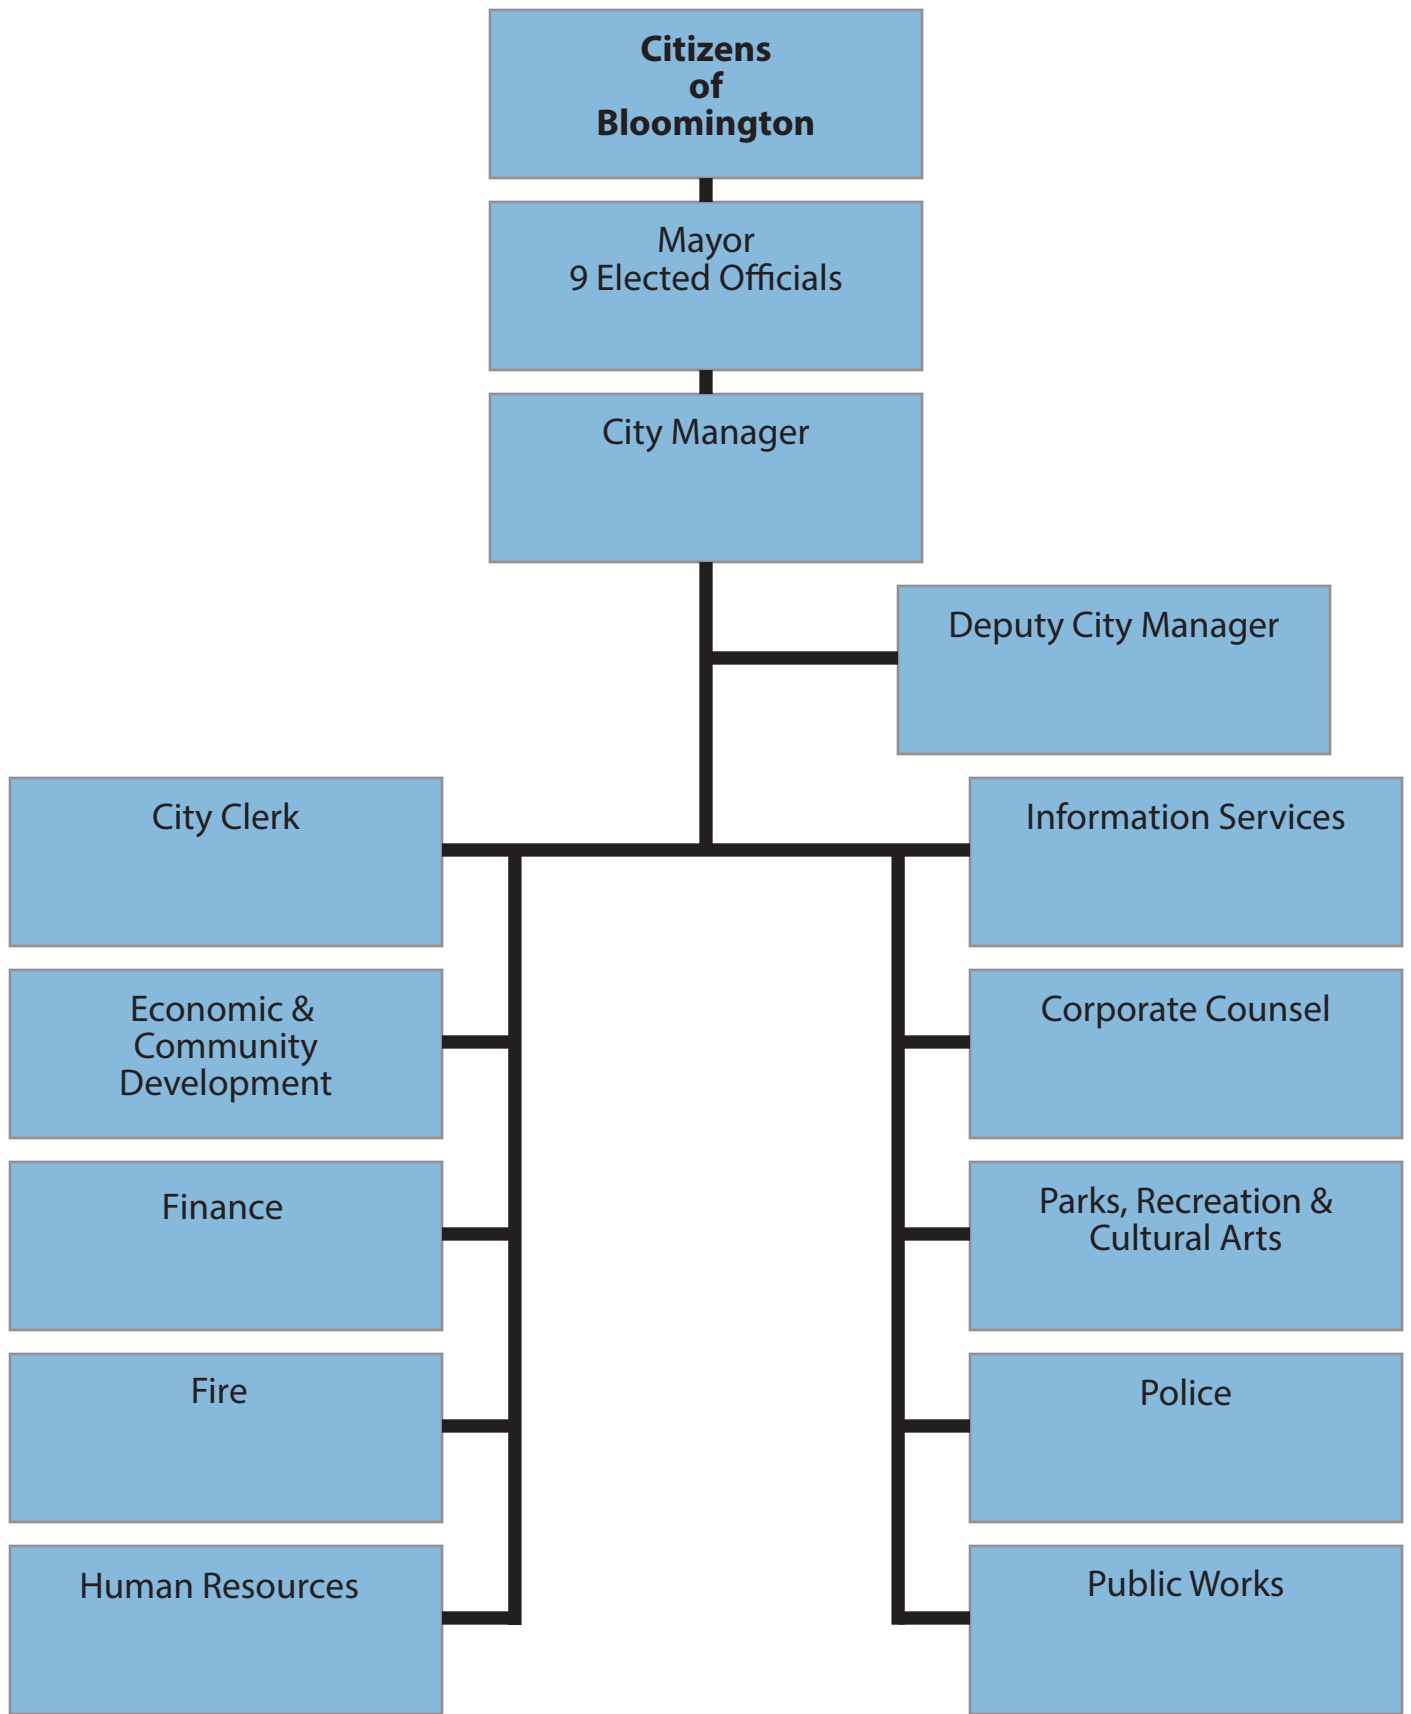 Citizens
of
Bloomington
Mayor
9 Elected Officials
City Manager
Deputy City Manager
City Clerk
Information Services
Economic &
Community
Development
Corporate Counsel
Finance
Parks, Recreation &
Cultural Arts
Fire
Police
Human Resources
Public Works